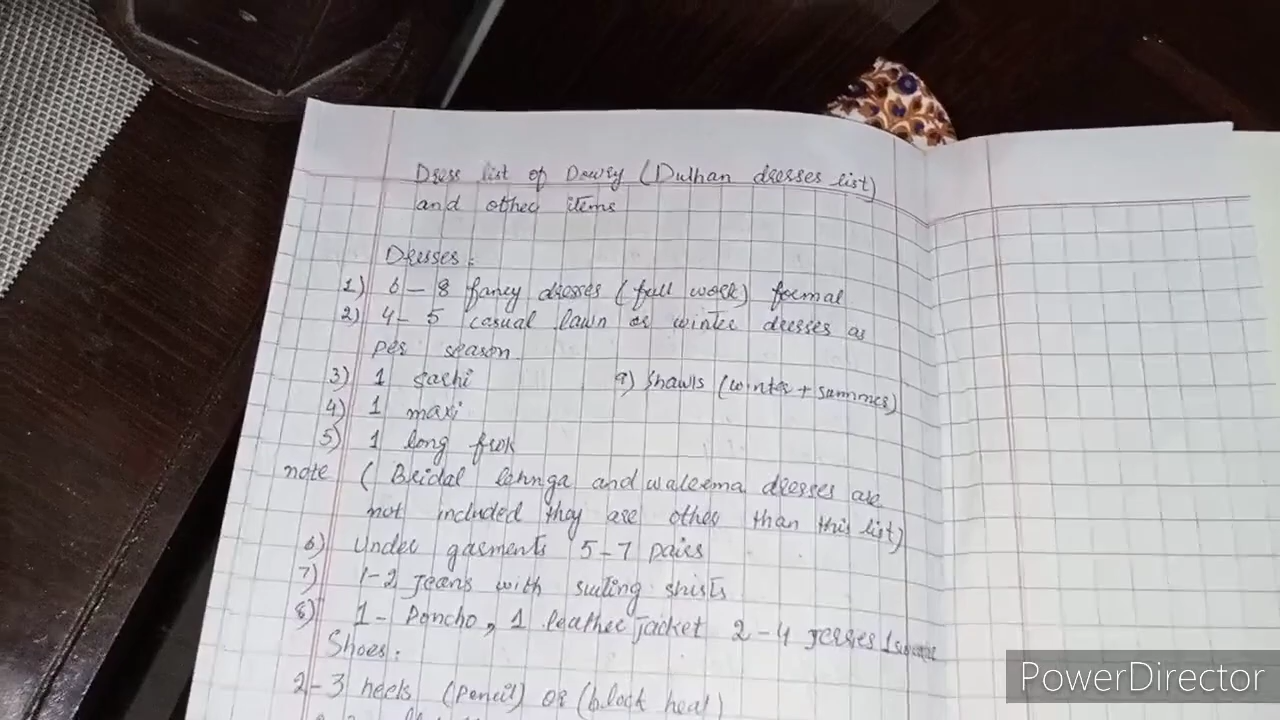 Dress list of Dowry (Dulhan dresses list)
and other items
Dresses:
1) 6 - 8 fancy dresses (full work) formal
2) 4 - 5 casual lawn or winter dresses as
per season
3) 1 sarhi
9) Shawls (winter + summer)
4) 1 maxi
5) 1 long frok
note ( Bridal lehnga and waleema dresses are
not included they are other than this list)
6) Under garments 5-7 pairs
7) 1-2 Jeans with suiting shirts
8) 1 - Poncho, 1 leather jacket 2 - 4 jersies
Shoes:
2-3 heels (pencil) or (block heal)
PowerDirector